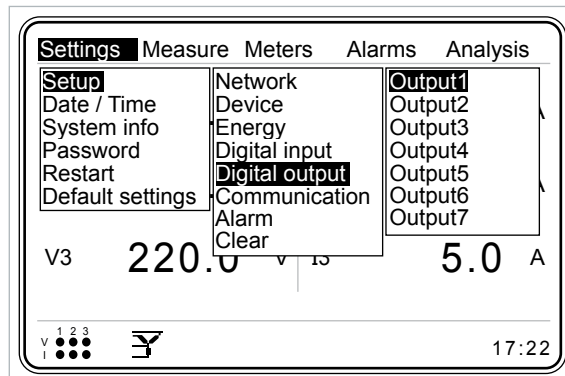 Settings Measure Meters Alarms Analysis
Setup
Date / Time
System info
Password
Restart
Default settings
Network
Device
Energy
Digital input
Digital output
Communication
Alarm
Clear
Output1
Output2
Output3
Output4
Output5
Output6
Output7
V3 220.0 V I3 5.0 A
1 2 3
V
I
17:22